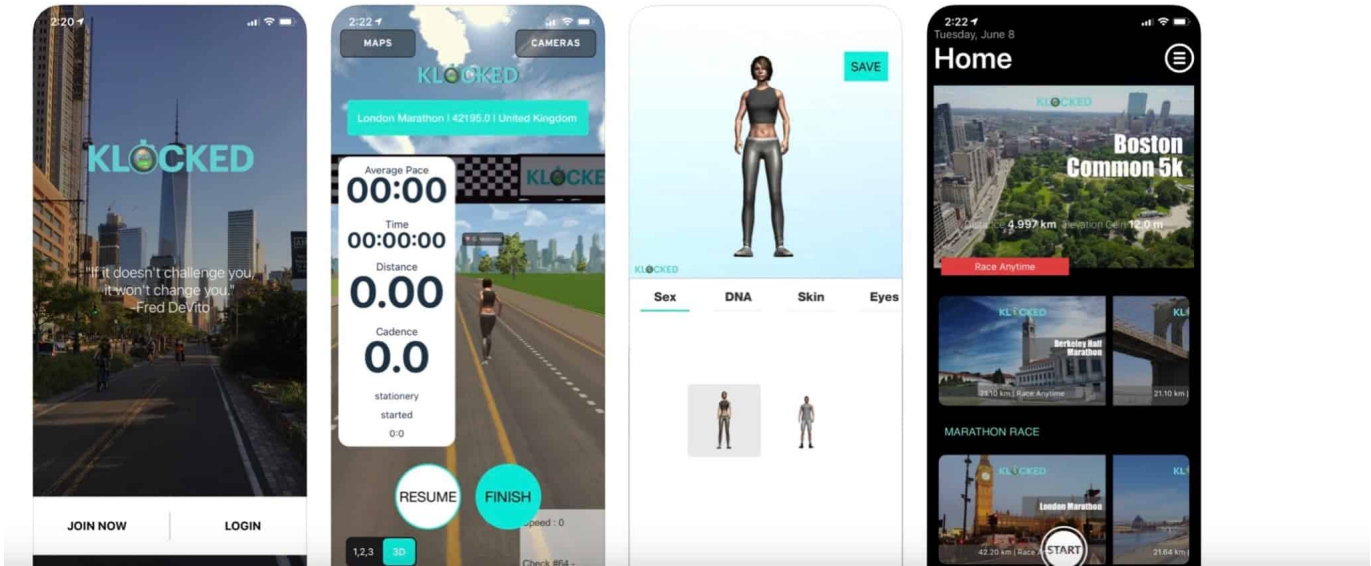 2:20
KLOCKED
"If it doesn't challenge you,
it won't change you."
-Fred DeVito
JOIN NOW
LOGIN
2:22
MAPS
CAMERAS
KLOCKED
London Marathon | 42195.0 | United Kingdom
KLOCKE
Average Pace
00:00
Time
00:00:00
Distance
0.00
Cadence
0.0
stationery
started
0:0
RESUME
FINISH
Speed : 0
1,2,3
3D
Check #64 -
SAVE
KLOCKED
Sex
DNA
Skin
Eyes
2:22
Tuesday, June 8
Home
KLOCKED
Boston
Common 5k
Distance 4.997 km elevation Gain 12.0 m
Race Anytime
KLOCKED
KL
Berkeley Half
Marathon
21.10 km | Race Anytime
21.10 km |
MARATHON RACE
KLOCKED
KL
London Marathon
42.20 km | Race
START
21.64 km |